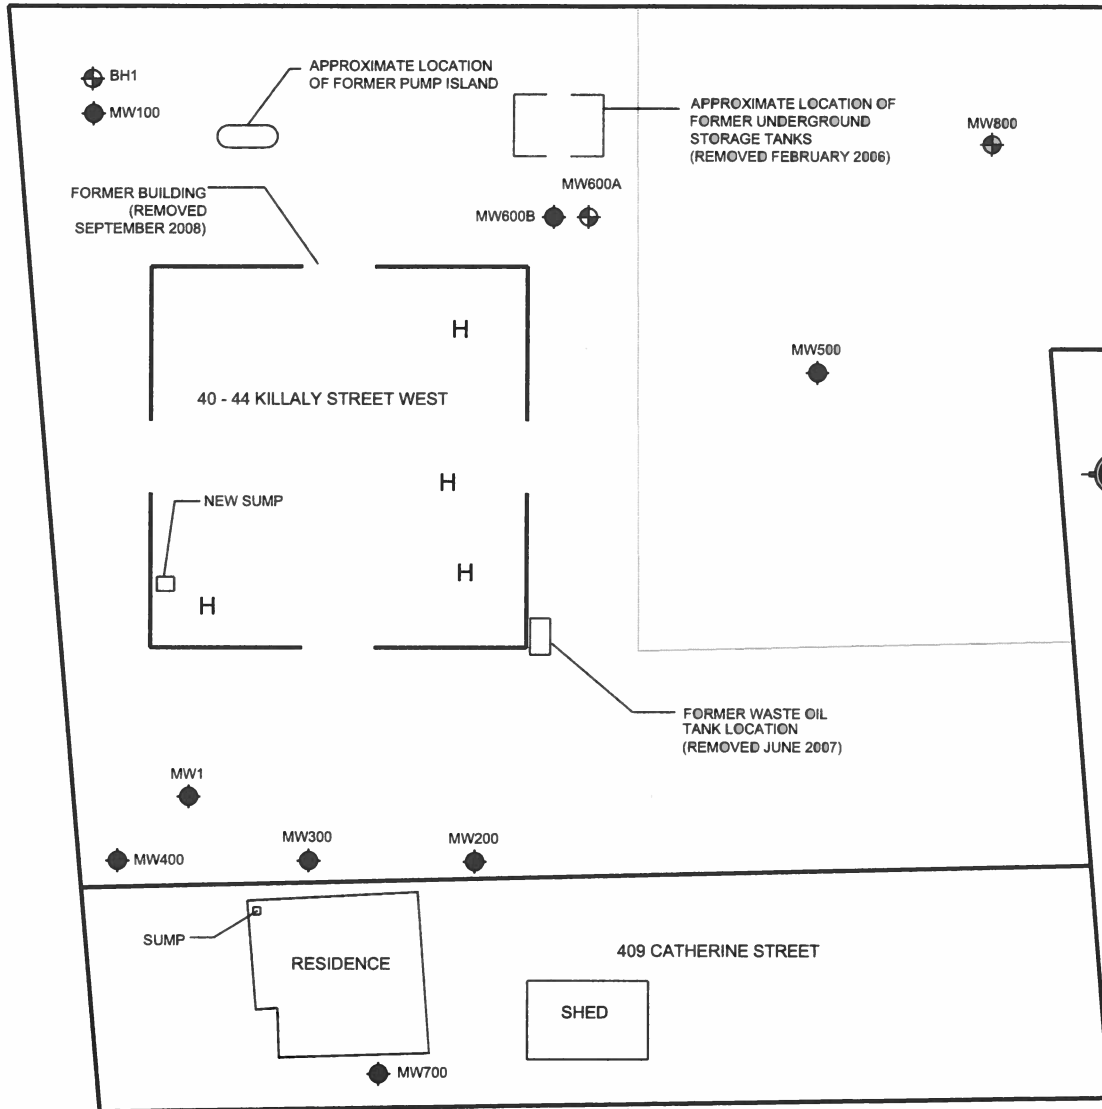 BH1
MW100
APPROXIMATE LOCATION
OF FORMER PUMP ISLAND
APPROXIMATE LOCATION OF
FORMER UNDERGROUND
STORAGE TANKS
(REMOVED FEBRUARY 2006)
MW800
FORMER BUILDING
(REMOVED
SEPTEMBER 2008)
MW600A
MW600B
H
MW500
40 - 44 KILLALY STREET WEST
H
NEW SUMP
H
H
FORMER WASTE OIL
TANK LOCATION
(REMOVED JUNE 2007)
MW1
MW400
MW300
MW200
SUMP
RESIDENCE
409 CATHERINE STREET
SHED
MW700